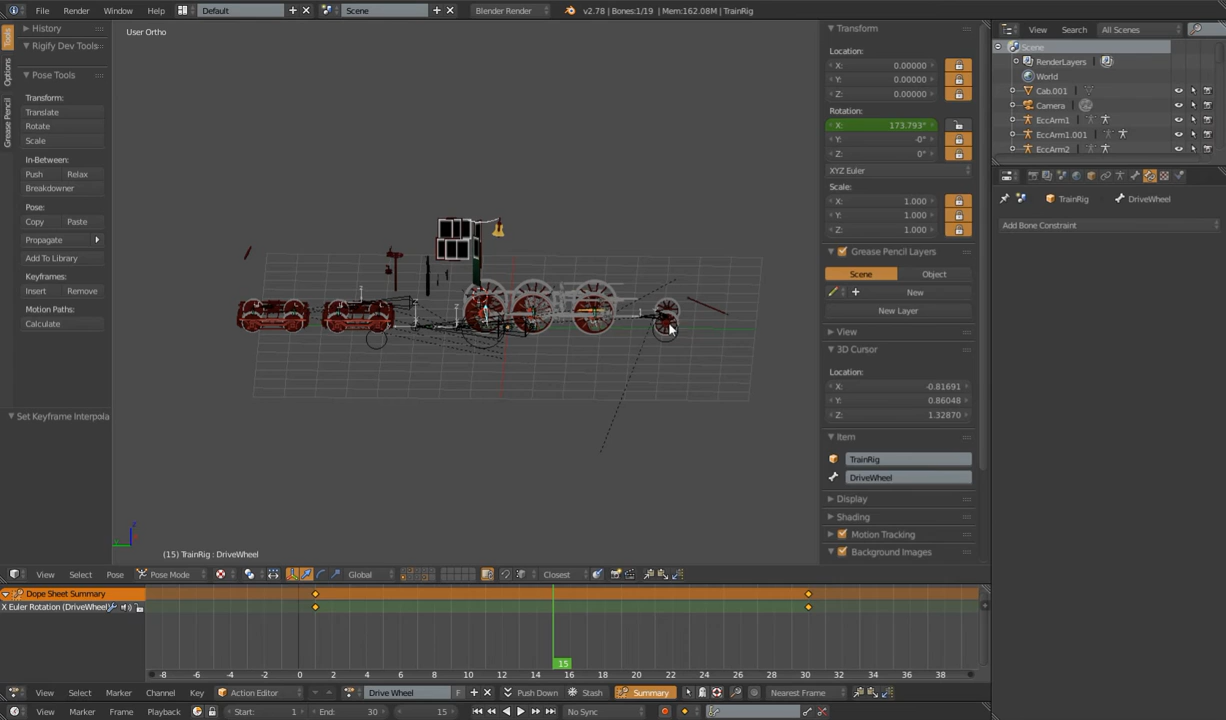 File Render Window Help Default Scene Blender Render v2.78 | Bones:1/19 | Mem:162.08M | TrainRig
Tools
Options
Grease Pencil
History
Rigify Dev Tools
Pose Tools
Transform:
Translate
Rotate
Scale
In-Between:
Push Relax
Breakdowner
Pose:
Copy Paste
Propagate
Add To Library
Keyframes:
Insert Remove
Motion Paths:
Calculate
Set Keyframe Interpola
User Ortho
(15) TrainRig : DriveWheel
View Select Pose Pose Mode Global Closest
Transform
Location:
X: 0.00000
Y: 0.00000
Z: 0.00000
Rotation:
X: 173.793°
Y: -0°
Z: 0°
XYZ Euler
Scale:
X: 1.000
Y: 1.000
Z: 1.000
Grease Pencil Layers
Scene Object
New
New Layer
View
3D Cursor
Location:
X: -0.81691
Y: 0.86048
Z: 1.32870
Item
TrainRig
DriveWheel
Display
Shading
Motion Tracking
Background Images
View Search All Scenes
Scene
RenderLayers
World
Cab.001
Camera
EccArm1
EccArm1.001
EccArm2
TrainRig DriveWheel
Add Bone Constraint
Dope Sheet Summary
X Euler Rotation (DriveWheel)
15
-8 -6 -4 -2 0 2 4 6 8 10 12 14 16 18 20 22 24 26 28 30 32 34 36 38
View Select Marker Channel Key Action Editor Drive Wheel F Push Down Stash Summary Nearest Frame
View Marker Frame Playback Start: 1 End: 30 15 No Sync